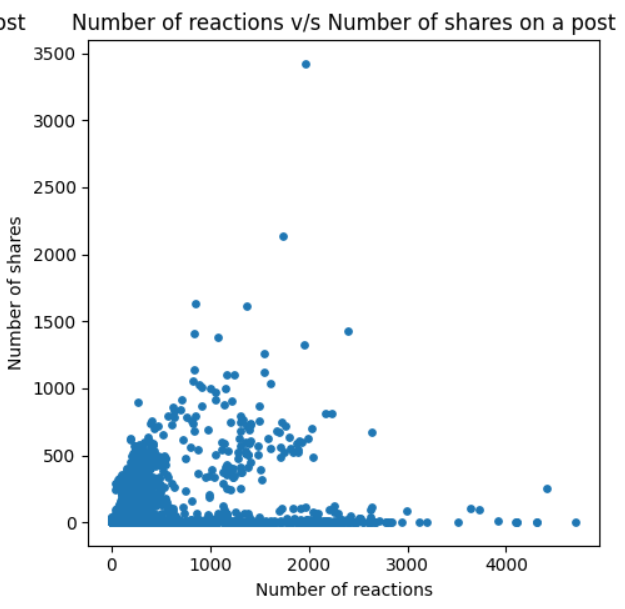 ost Number of reactions v/s Number of shares on a post
3500
3000
2500
2000
1500
1000
500
0
Number of shares
0 1000 2000 3000 4000
Number of reactions